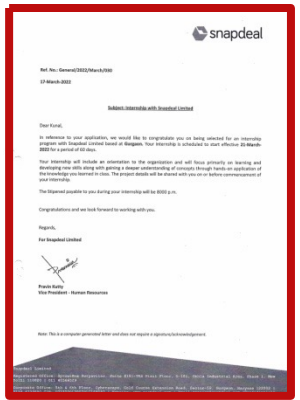 snapdeal
Ref. No.: General/2022/March/930
17-March-2022
Subject: Internship with Snapdeal Limited
Dear Kunal,
In reference to your application, we would like to congratulate you on being selected for an internship
program with Snapdeal Limited based at Gurgaon. Your internship is scheduled to start effective 21-March-
2022 for a period of 60 days.
Your internship will include an orientation to the organization and will focus primarily on learning and
developing new skills along with gaining a deeper understanding of concepts through hands-on application of
the knowledge you learned in class. The project details will be shared with you on or before commencement of
your internship.
The Stipend payable to you during your internship will be 8000 p.m.
Congratulations and we look forward to working with you.
Regards,
For Snapdeal Limited
Vice President - Human Resources
Note: This is a computer generated letter and does not require a signature/acknowledgement
Snapdeal Limited